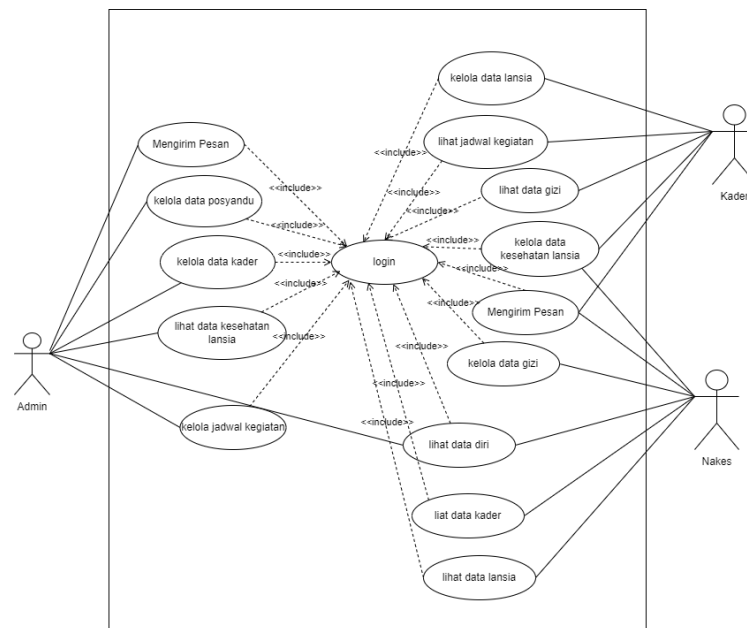 kelola data lansia
Mengirim Pesan
lihat jadwal kegiatan
<<include>>
<<include>>
<<include>>
<<include>>
lihat data gizi
Kader
kelola data posyandu
<<include>>
<<include>>
kelola data
kesehatan lansia
kelola data kader
<<include>>
login
<<include>>
Mengirim Pesan
<<include>>
<<include>>
lihat data kesehatan
lansia
<<include>>
<<include>>
kelola data gizi
<<include>>
Admin
kelola jadwal kegiatan
<<include>>
lihat data diri
Nakes
liat data kader
lihat data lansia